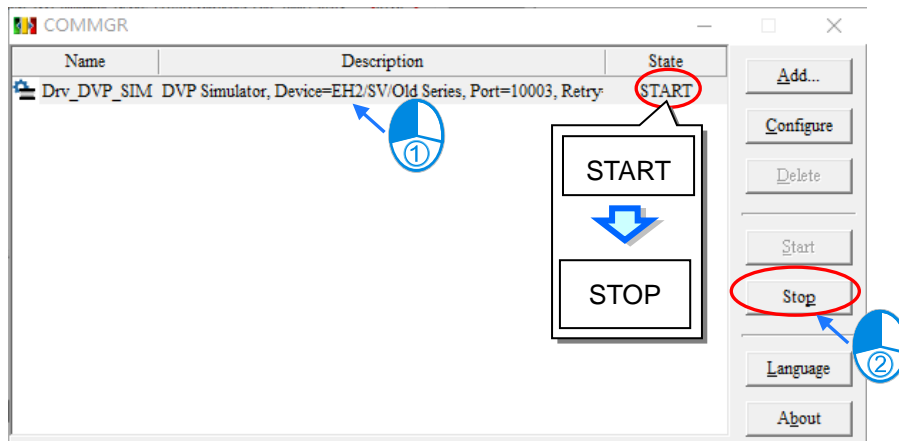 COMMGR
Name Description State
Drv_DVP_SIM DVP Simulator, Device=EH2/SV/Old Series, Port=10003, Retry= START
Add...
Configure
Delete
Start
Stop
Language
About
START
STOP
1
2